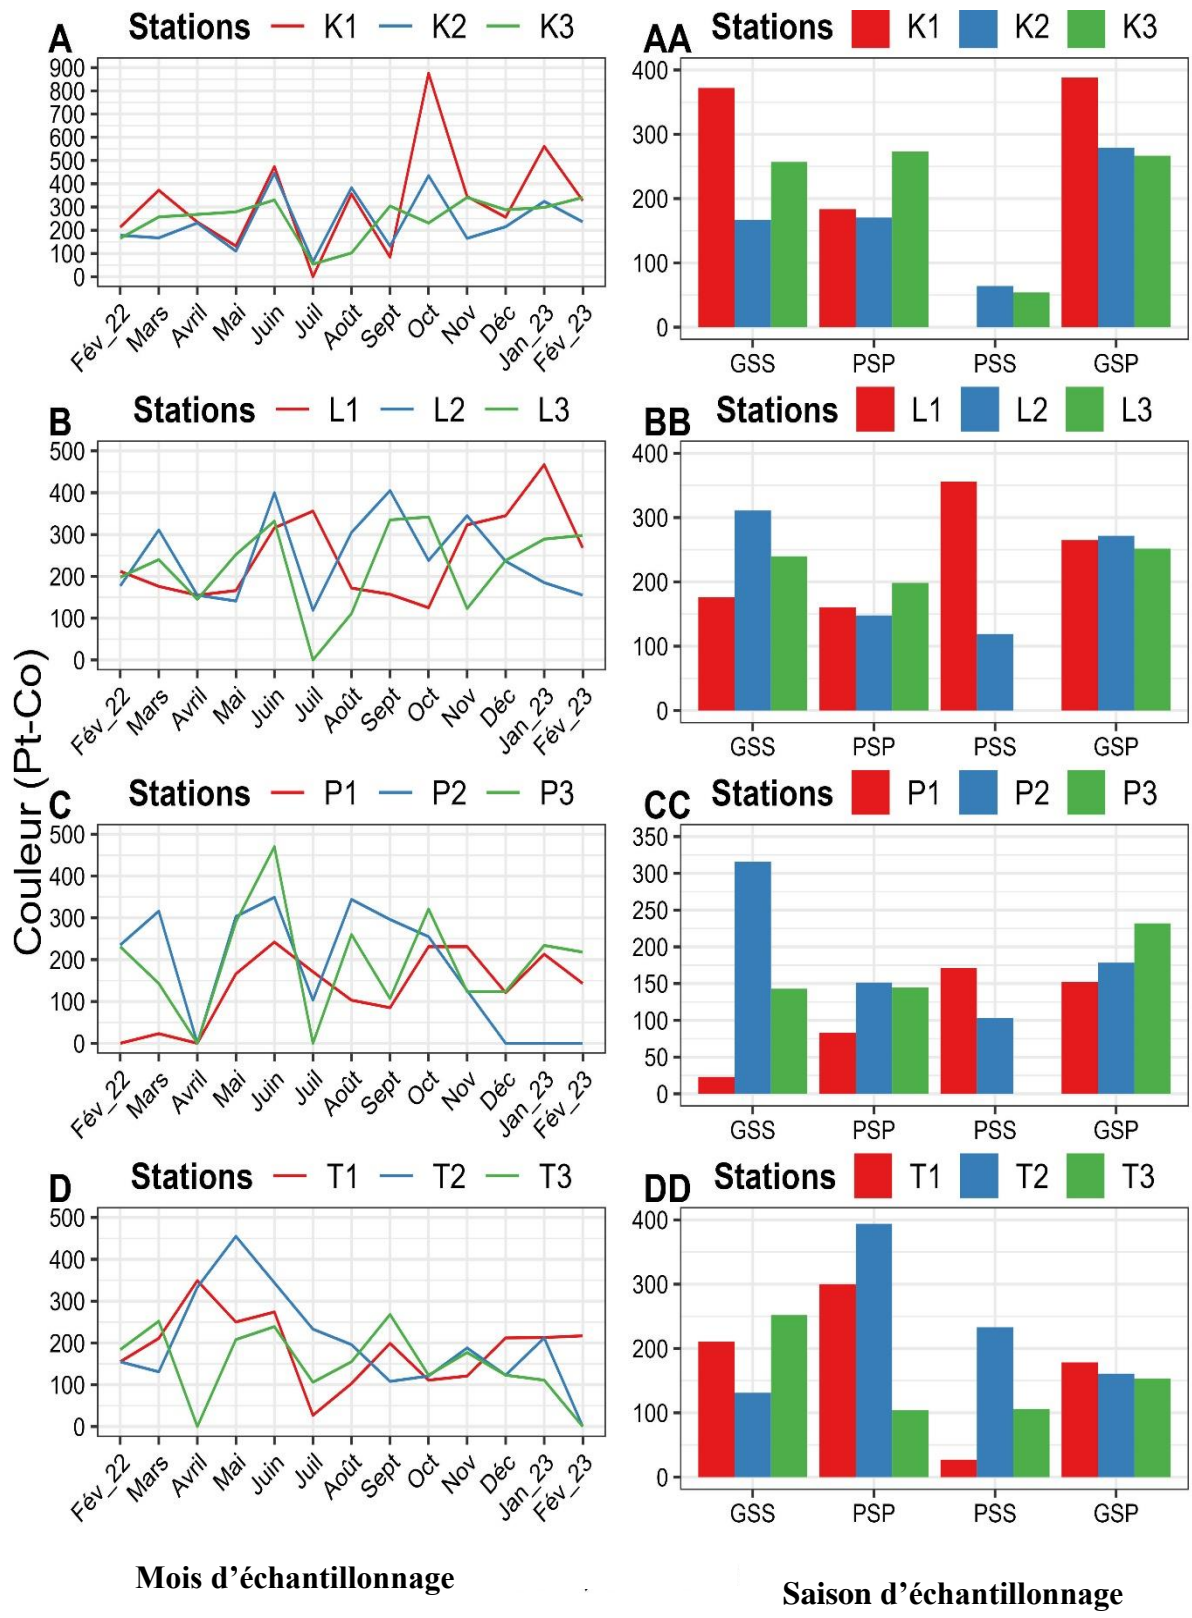 A Stations K1 K2 K3
900
800
700
600
500
400
300
200
100
0
Fév_22 Mars Avril Mai Juin Juil Août Sept Oct Nov Déc Jan_23 Fév_23
AA Stations K1 K2 K3
400
300
200
100
0
GSS PSP PSS GSP
B Stations L1 L2 L3
500
400
300
200
100
0
Fév_22 Mars Avril Mai Juin Juil Août Sept Oct Nov Déc Jan_23 Fév_23
BB Stations L1 L2 L3
400
300
200
100
0
GSS PSP PSS GSP
Couleur (Pt-Co)
C Stations P1 P2 P3
500
400
300
200
100
0
Fév_22 Mars Avril Mai Juin Juil Août Sept Oct Nov Déc Jan_23 Fév_23
CC Stations P1 P2 P3
350
300
250
200
150
100
50
0
GSS PSP PSS GSP
D Stations T1 T2 T3
500
400
300
200
100
0
Fév_22 Mars Avril Mai Juin Juil Août Sept Oct Nov Déc Jan_23 Fév_23
DD Stations T1 T2 T3
400
300
200
100
0
GSS PSP PSS GSP
Mois d’échantillonnage
Saison d’échantillonnage